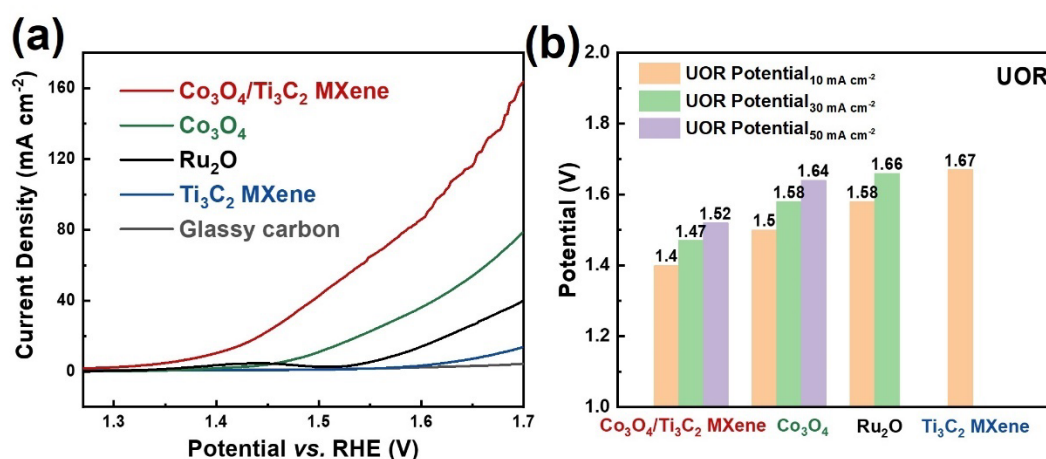 (a)
160
120
80
40
0
1.3 1.4 1.5 1.6 1.7
Current Density (mA cm⁻²)
Potential vs. RHE (V)
Co₃O₄/Ti₃C₂ MXene
Co₃O₄
Ru₂O
Ti₃C₂ MXene
Glassy carbon
(b)
2.0
1.8
1.6
1.4
1.2
1.0
Potential (V)
UOR Potential₁₀ mA cm⁻²
UOR Potential₃₀ mA cm⁻²
UOR Potential₅₀ mA cm⁻²
UOR
1.4 1.47 1.52 1.5 1.58 1.64 1.58 1.66 1.67
Co₃O₄/Ti₃C₂ MXene Co₃O₄ Ru₂O Ti₃C₂ MXene